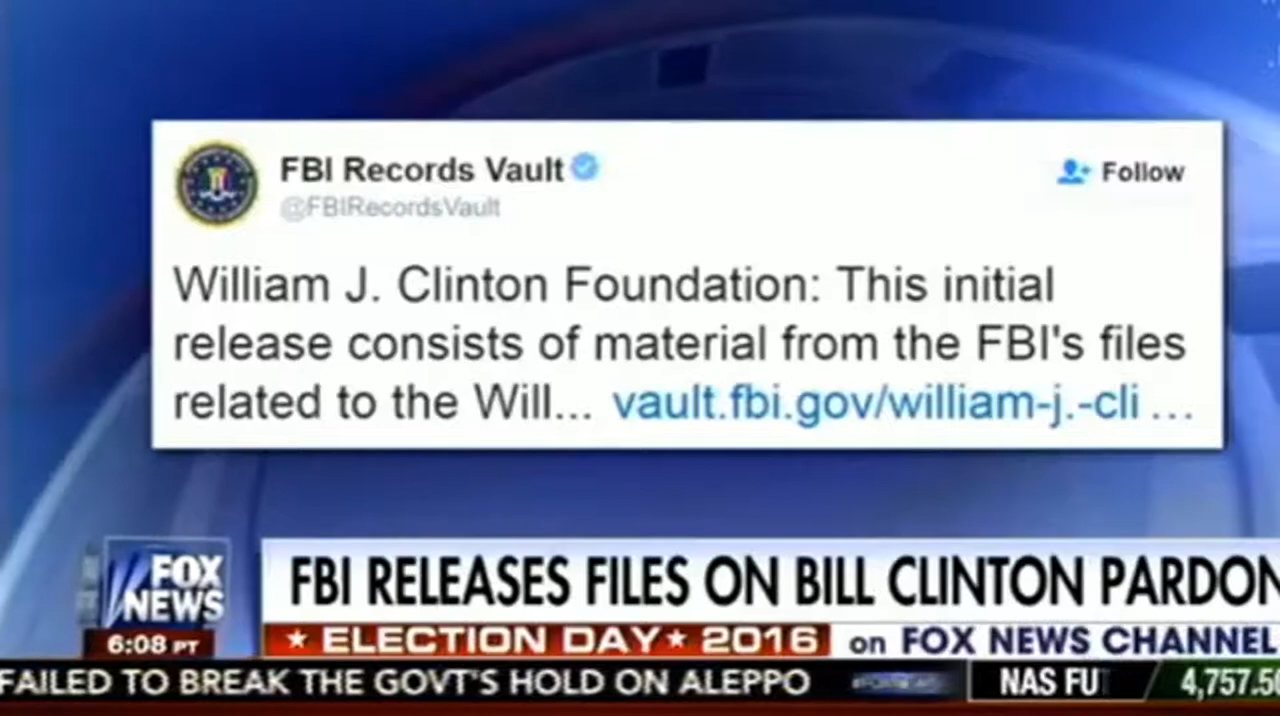 FBI Records Vault
@FBIRecordsVault
Follow
William J. Clinton Foundation: This initial
release consists of material from the FBI's files
related to the Will... vault.fbi.gov/william-j.-cli ...
FOX
NEWS
6:08 PT
FBI RELEASES FILES ON BILL CLINTON PARDON
★ ELECTION DAY ★ 2016 on FOX NEWS CHANNEL
FAILED TO BREAK THE GOVT'S HOLD ON ALEPPO
NAS FU 4,757.50